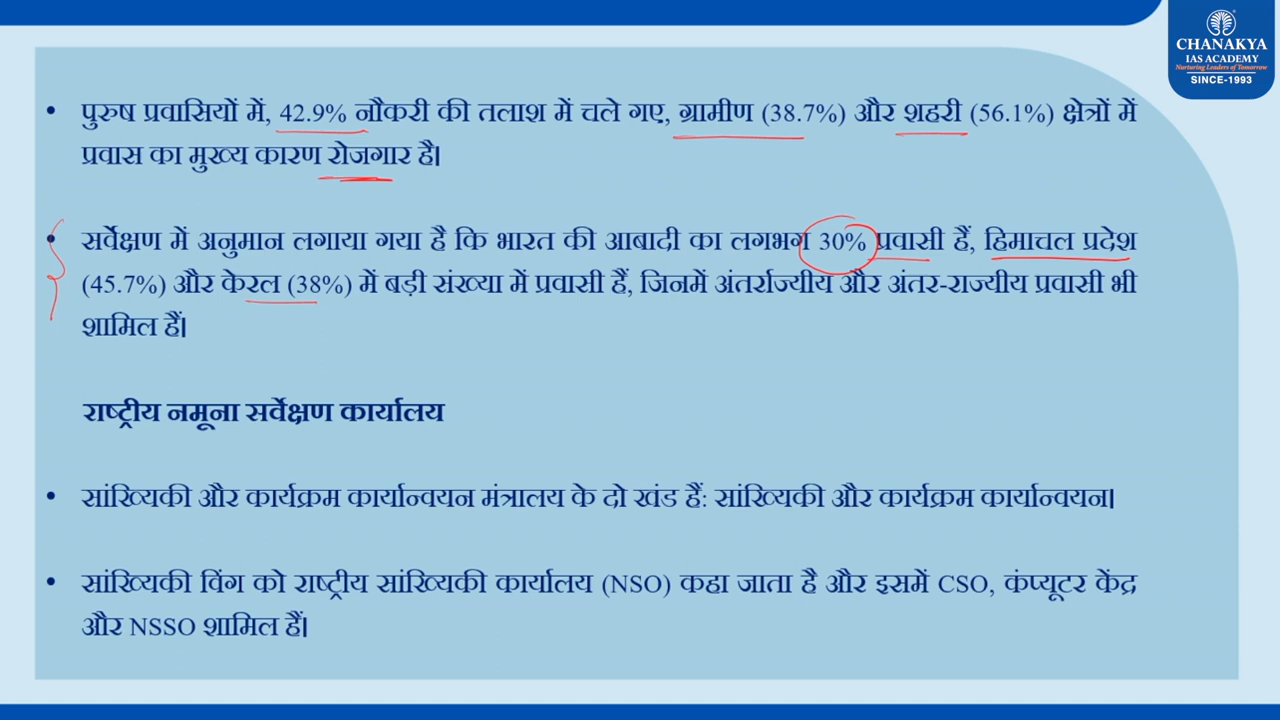 CHANAKYA
IAS ACADEMY
Nurturing Leaders of Tomorrow
SINCE-1993
• पुरुष प्रवासियों में, 42.9% नौकरी की तलाश में चले गए, ग्रामीण (38.7%) और शहरी (56.1%) क्षेत्रों में
प्रवास का मुख्य कारण रोजगार है।
• सर्वेक्षण में अनुमान लगाया गया है कि भारत की आबादी का लगभग 30% प्रवासी हैं, हिमाचल प्रदेश
(45.7%) और केरल (38%) में बड़ी संख्या में प्रवासी हैं, जिनमें अंतर्राज्यीय और अंतर-राज्यीय प्रवासी भी
शामिल हैं।
राष्ट्रीय नमूना सर्वेक्षण कार्यालय
• सांख्यिकी और कार्यक्रम कार्यान्वयन मंत्रालय के दो खंड हैं: सांख्यिकी और कार्यक्रम कार्यान्वयन।
• सांख्यिकी विंग को राष्ट्रीय सांख्यिकी कार्यालय (NSO) कहा जाता है और इसमें CSO, कंप्यूटर केंद्र
और NSSO शामिल हैं।